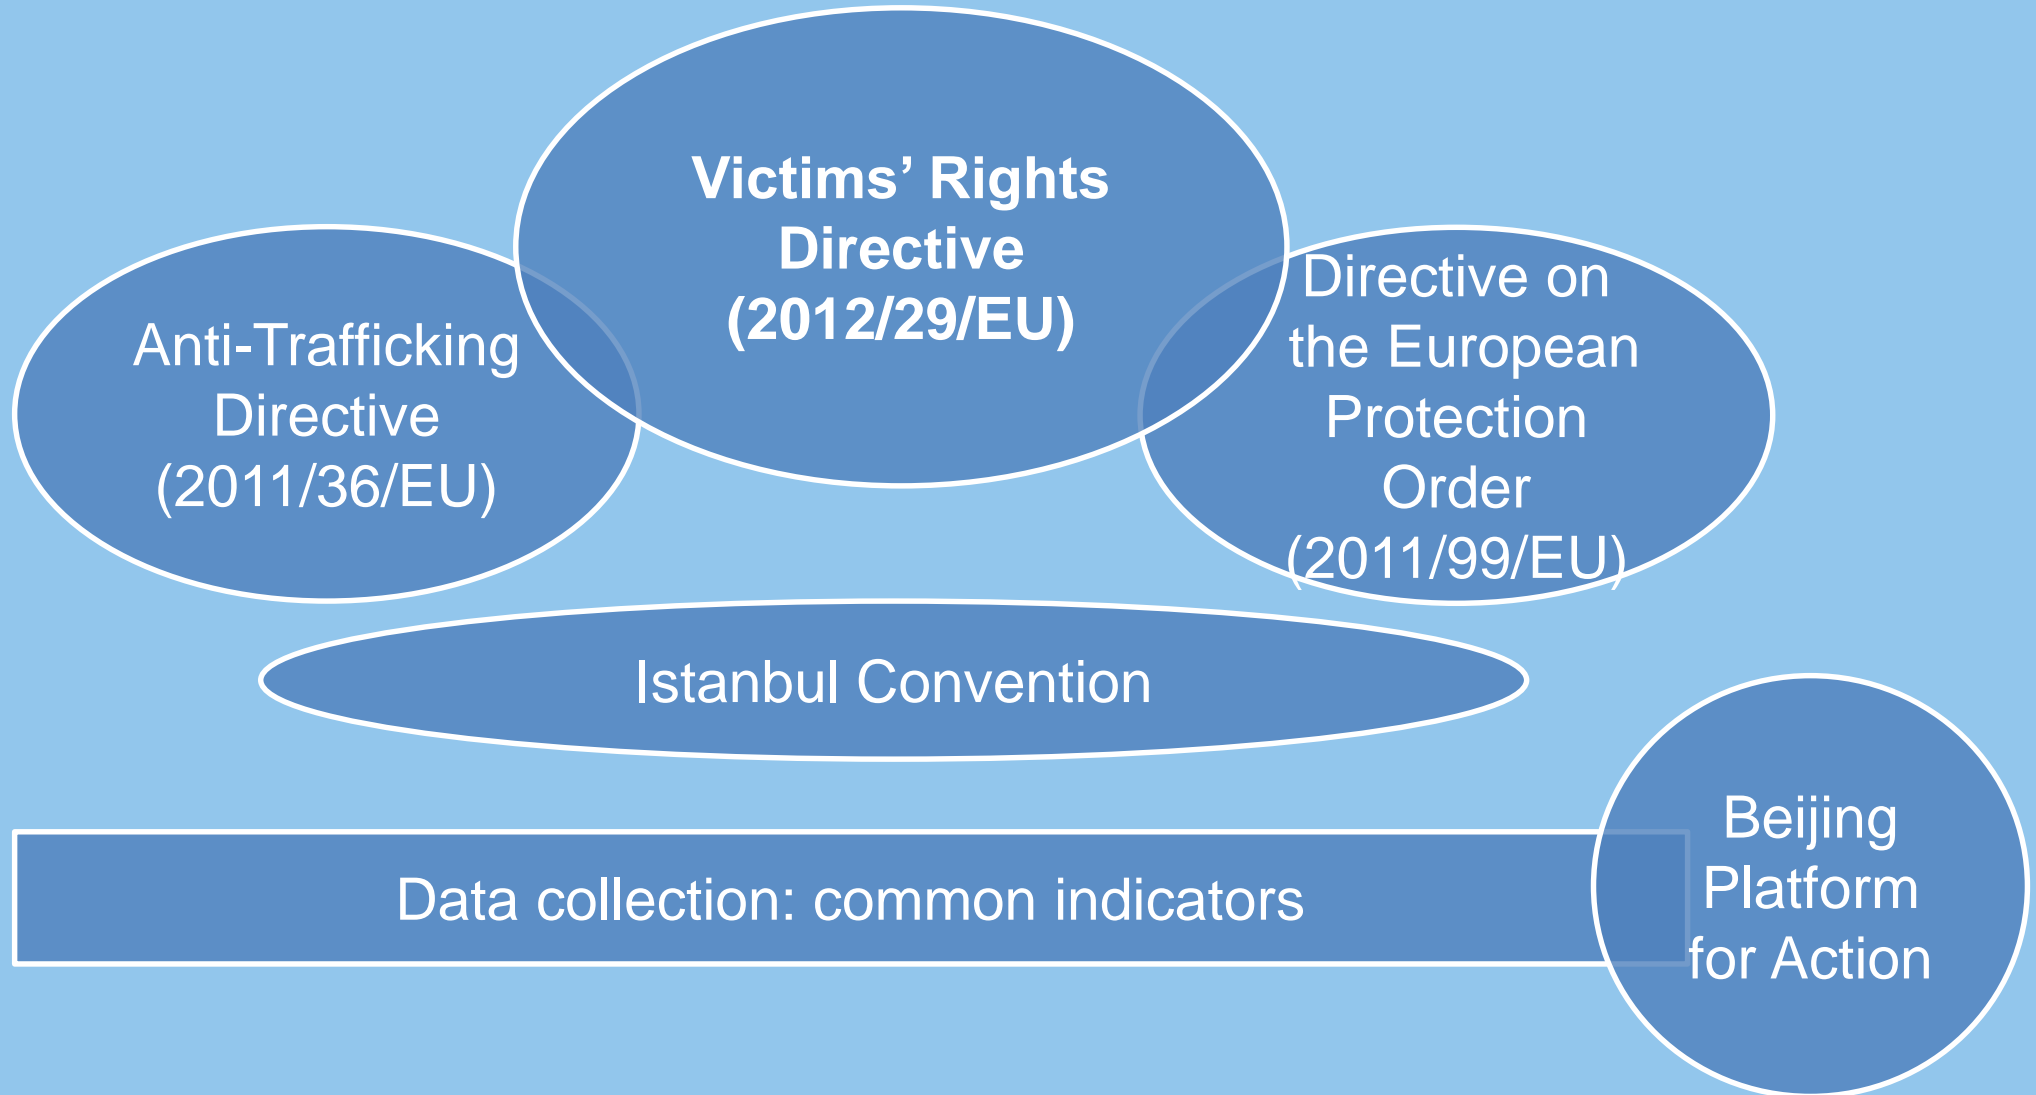 Victims’ Rights
Directive
(2012/29/EU)
Anti-Trafficking
Directive
(2011/36/EU)
Directive on
the European
Protection
Order
(2011/99/EU)
Istanbul Convention
Data collection: common indicators
Beijing
Platform
for Action